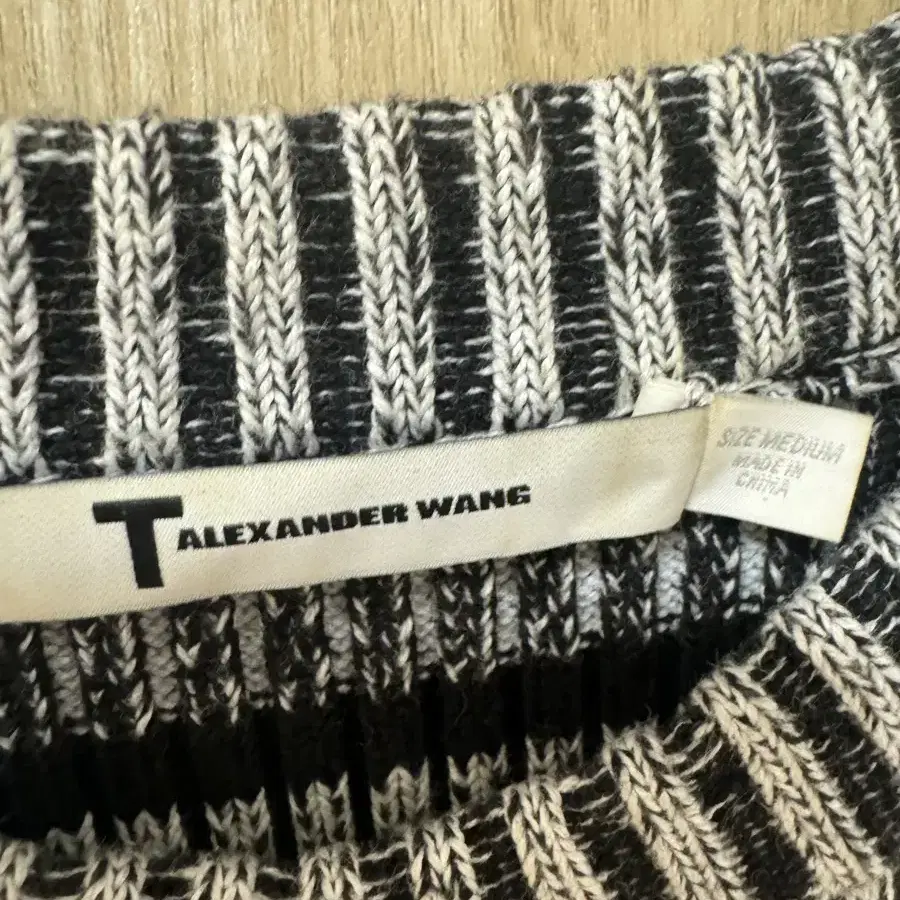 T ALEXANDER WANG
SIZE MEDIUM
MADE IN
CHINA